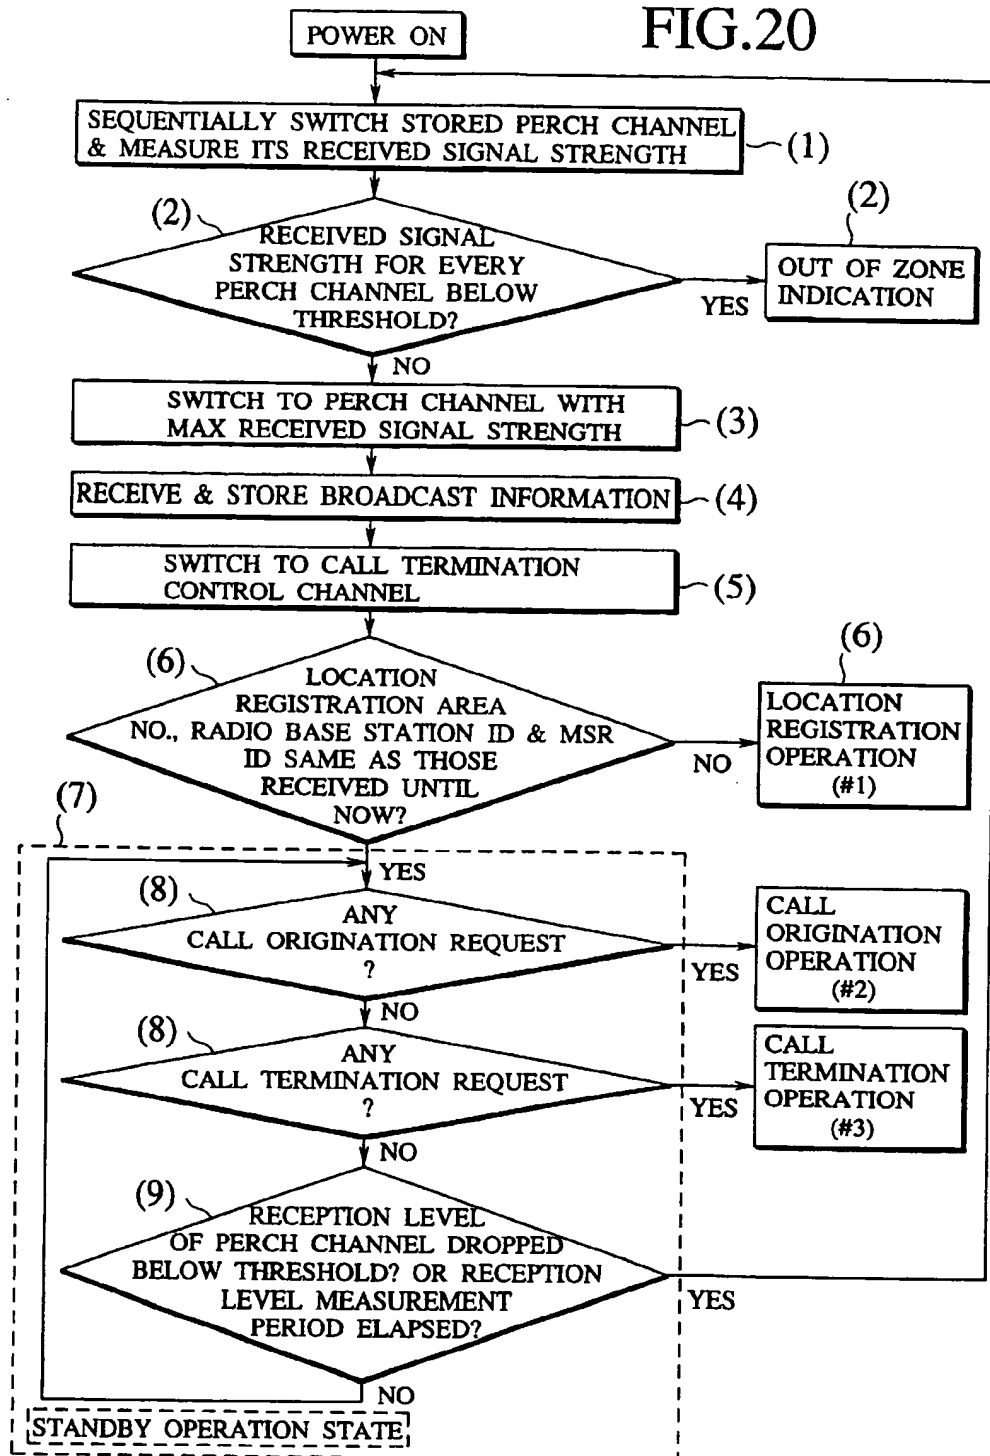 FIG.20
POWER ON
SEQUENTIALLY SWITCH STORED PERCH CHANNEL
& MEASURE ITS RECEIVED SIGNAL STRENGTH
(1)
(2)
RECEIVED SIGNAL
STRENGTH FOR EVERY
PERCH CHANNEL BELOW
THRESHOLD?
YES
(2)
OUT OF ZONE
INDICATION
NO
SWITCH TO PERCH CHANNEL WITH
MAX RECEIVED SIGNAL STRENGTH
(3)
RECEIVE & STORE BROADCAST INFORMATION
(4)
SWITCH TO CALL TERMINATION
CONTROL CHANNEL
(5)
(6)
LOCATION
REGISTRATION AREA
NO., RADIO BASE STATION ID & MSR
ID SAME AS THOSE
RECEIVED UNTIL
NOW?
NO
(6)
LOCATION
REGISTRATION
OPERATION
(#1)
(7)
YES
(8)
ANY
CALL ORIGINATION REQUEST
?
YES
CALL
ORIGINATION
OPERATION
(#2)
NO
(8)
ANY
CALL TERMINATION REQUEST
?
YES
CALL
TERMINATION
OPERATION
(#3)
NO
(9)
RECEPTION LEVEL
OF PERCH CHANNEL DROPPED
BELOW THRESHOLD? OR RECEPTION
LEVEL MEASUREMENT
PERIOD ELAPSED?
YES
NO
STANDBY OPERATION STATE